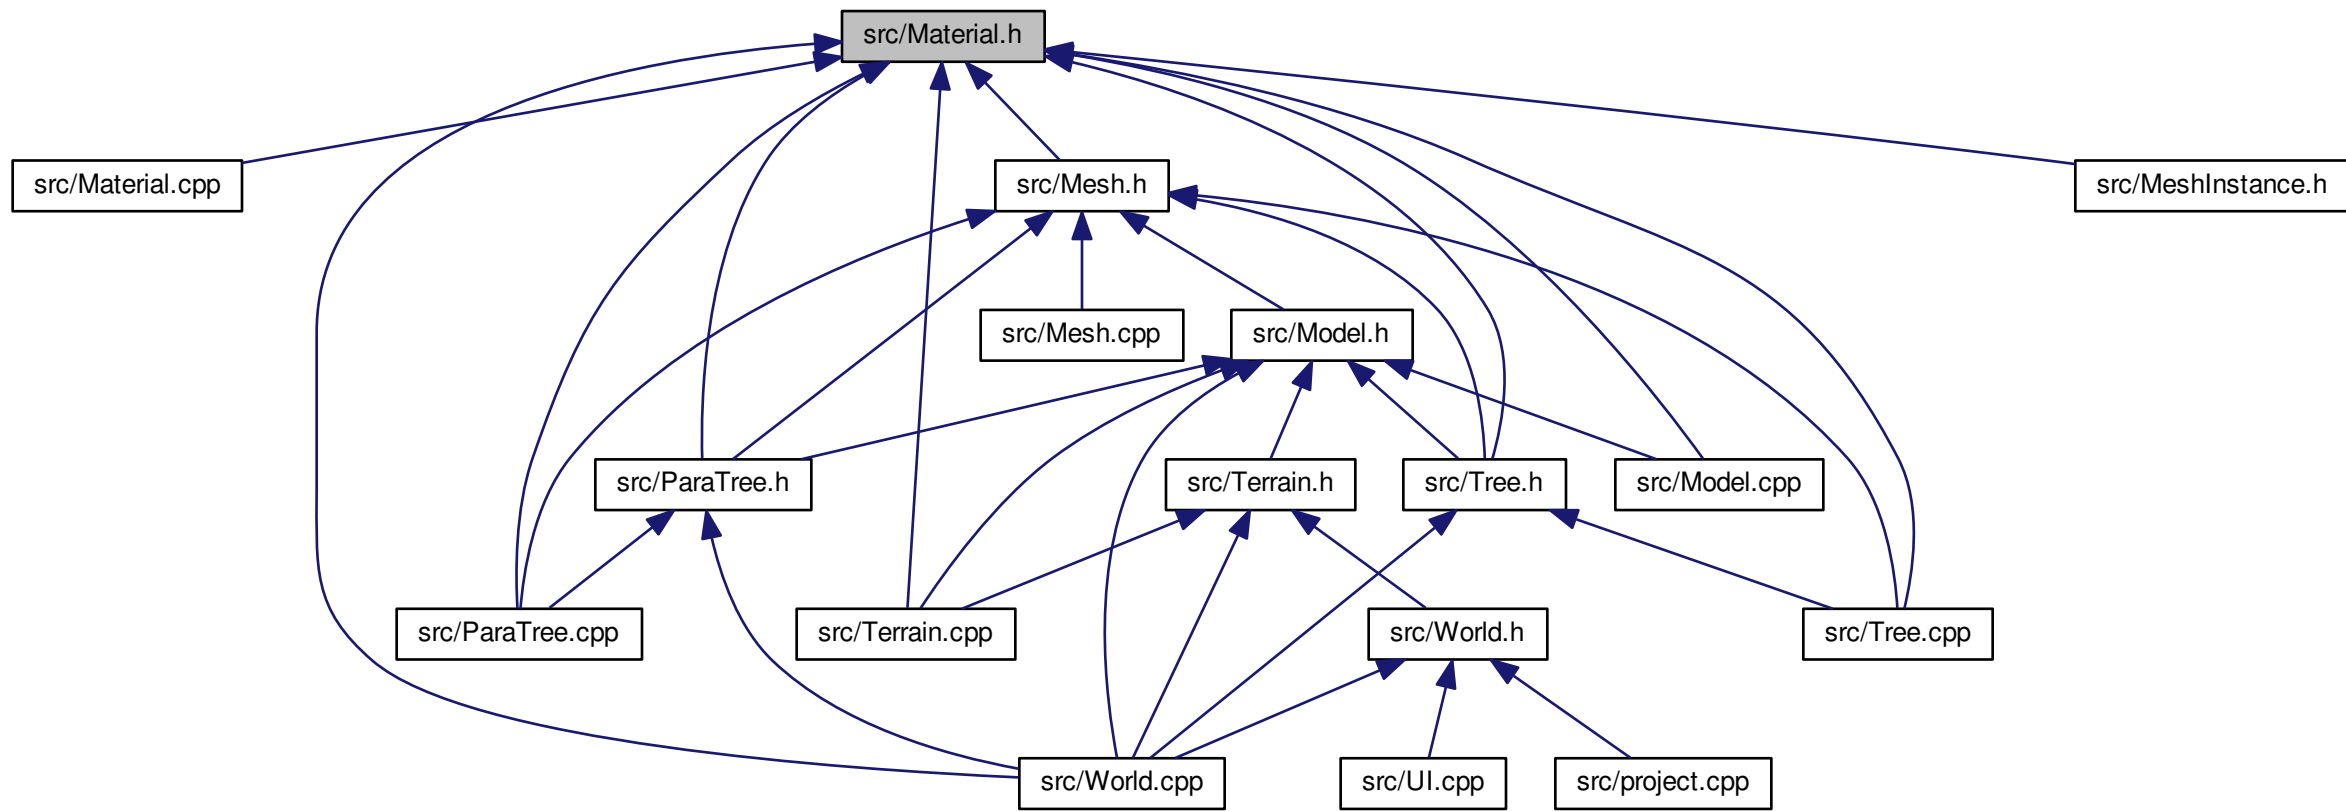 src/Material.h
src/Material.cpp
src/Mesh.h
src/MeshInstance.h
src/Mesh.cpp
src/Model.h
src/ParaTree.h
src/Terrain.h
src/Tree.h
src/Model.cpp
src/ParaTree.cpp
src/Terrain.cpp
src/World.h
src/Tree.cpp
src/World.cpp
src/UI.cpp
src/project.cpp